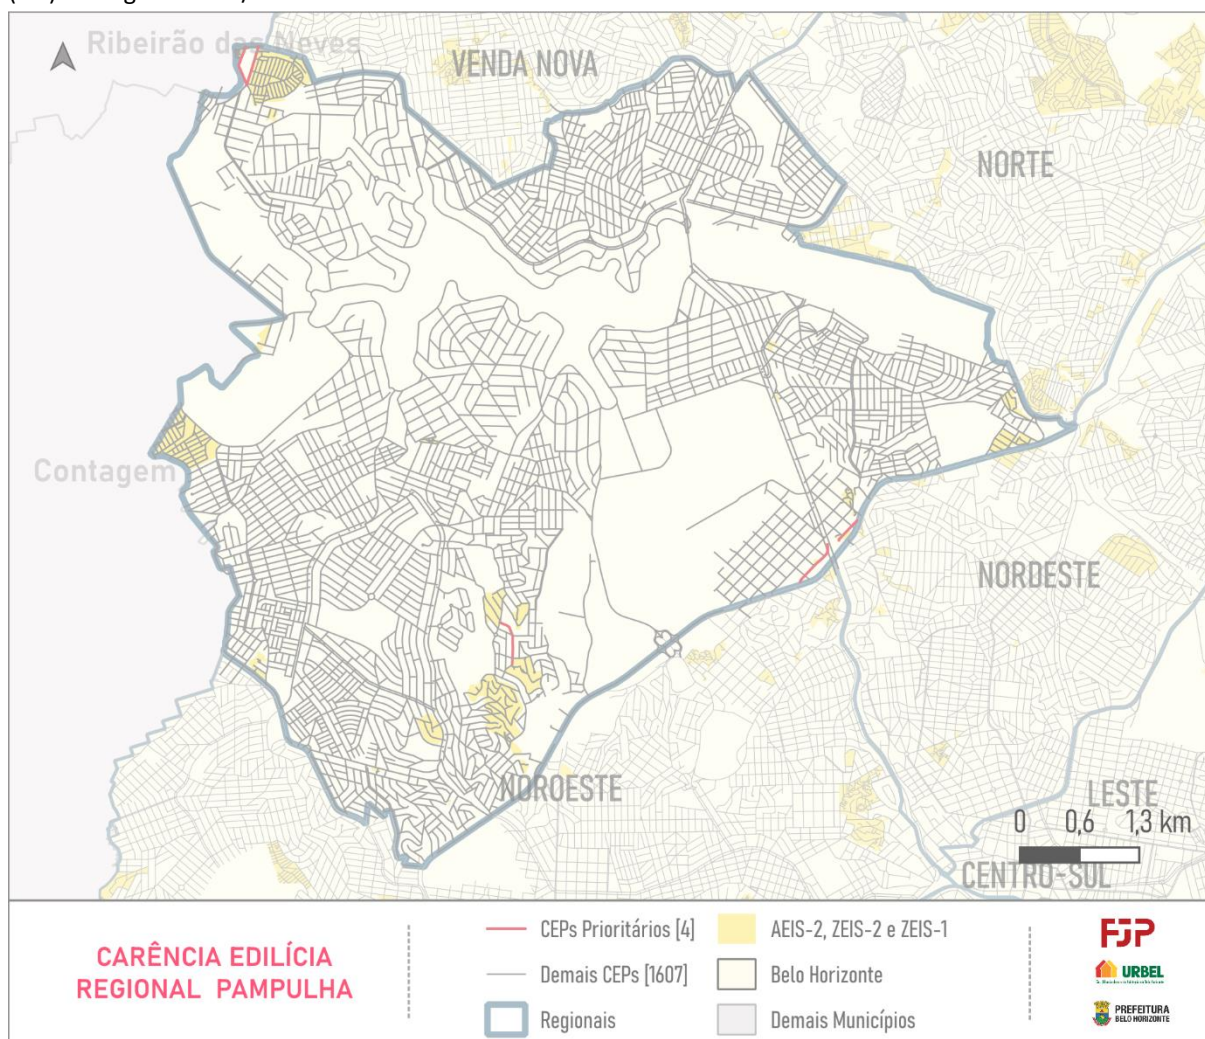 Ribeirão das Neves
VENDA NOVA
NORTE
Contagem
NORDESTE
NOROESTE
LESTE
0 0,6 1,3 km
CENTRO-SUL
CARÊNCIA EDILÍCIA
REGIONAL PAMPULHA
CEPs Prioritários [4]
Demais CEPs [1607]
Regionais
AEIS-2, ZEIS-2 e ZEIS-1
Belo Horizonte
Demais Municípios
FJP
URBEL
PREFEITURA
BELO HORIZONTE